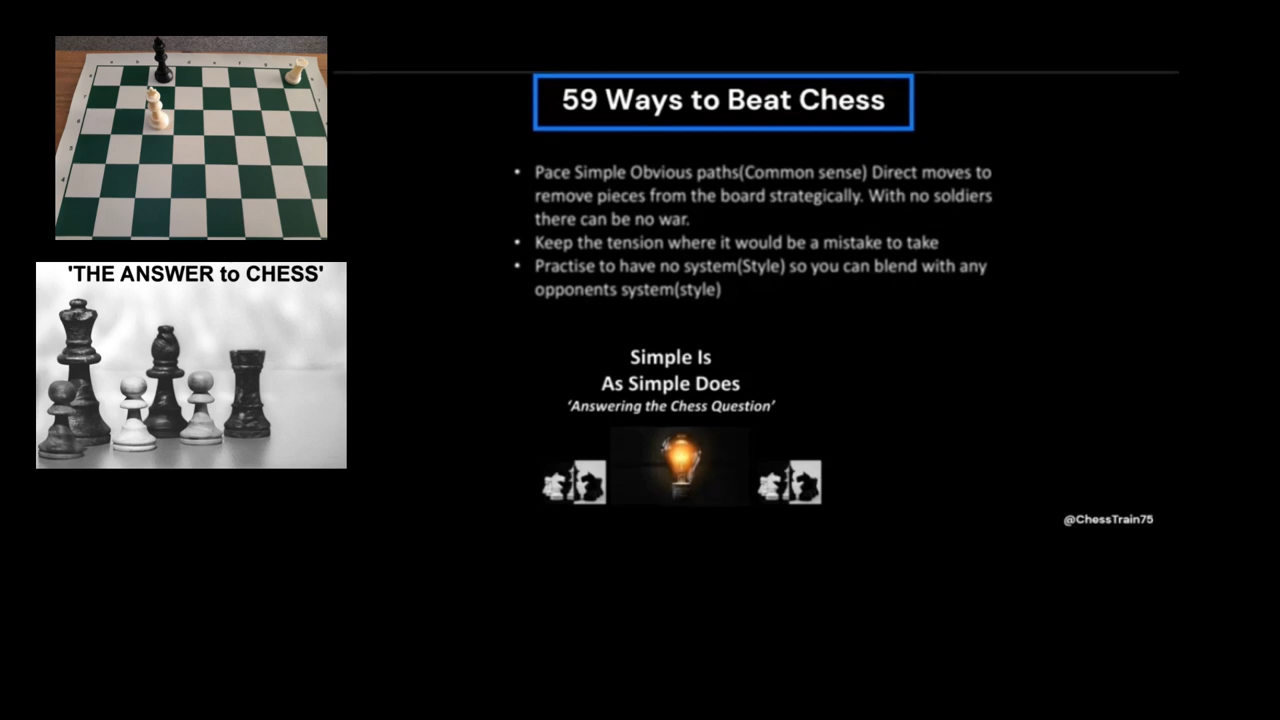 59 Ways to Beat Chess
• Pace Simple Obvious paths(Common sense) Direct moves to
remove pieces from the board strategically. With no soldiers
there can be no war.
• Keep the tension where it would be a mistake to take
• Practise to have no system(Style) so you can blend with any
opponents system(style)
'THE ANSWER to CHESS'
Simple Is
As Simple Does
‘Answering the Chess Question’
@ChessTrain75